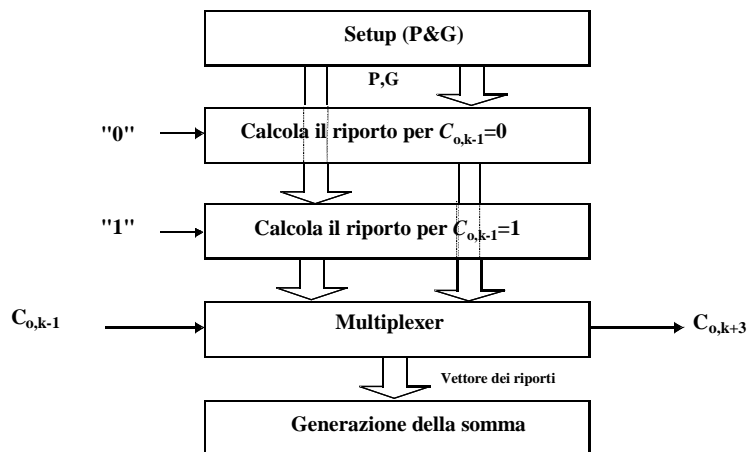 Setup (P&G)
P,G
"0"
Calcola il riporto per Co,k-1=0
"1"
Calcola il riporto per Co,k-1=1
Co,k-1
Multiplexer
Co,k+3
Vettore dei riporti
Generazione della somma